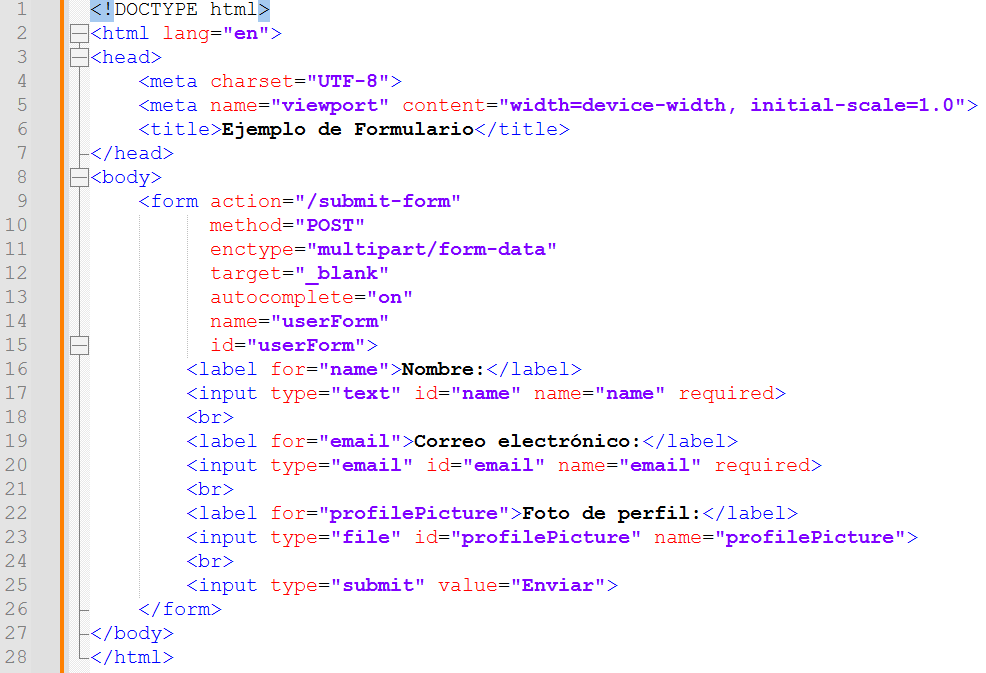 1 <!DOCTYPE html>
2 <html lang="en">
3 <head>
4 <meta charset="UTF-8">
5 <meta name="viewport" content="width=device-width, initial-scale=1.0">
6 <title>Ejemplo de Formulario</title>
7 </head>
8 <body>
9 <form action="/submit-form"
10 method="POST"
11 enctype="multipart/form-data"
12 target="_blank"
13 autocomplete="on"
14 name="userForm"
15 id="userForm">
16 <label for="name">Nombre:</label>
17 <input type="text" id="name" name="name" required>
18 <br>
19 <label for="email">Correo electrónico:</label>
20 <input type="email" id="email" name="email" required>
21 <br>
22 <label for="profilePicture">Foto de perfil:</label>
23 <input type="file" id="profilePicture" name="profilePicture">
24 <br>
25 <input type="submit" value="Enviar">
26 </form>
27 </body>
28 </html>